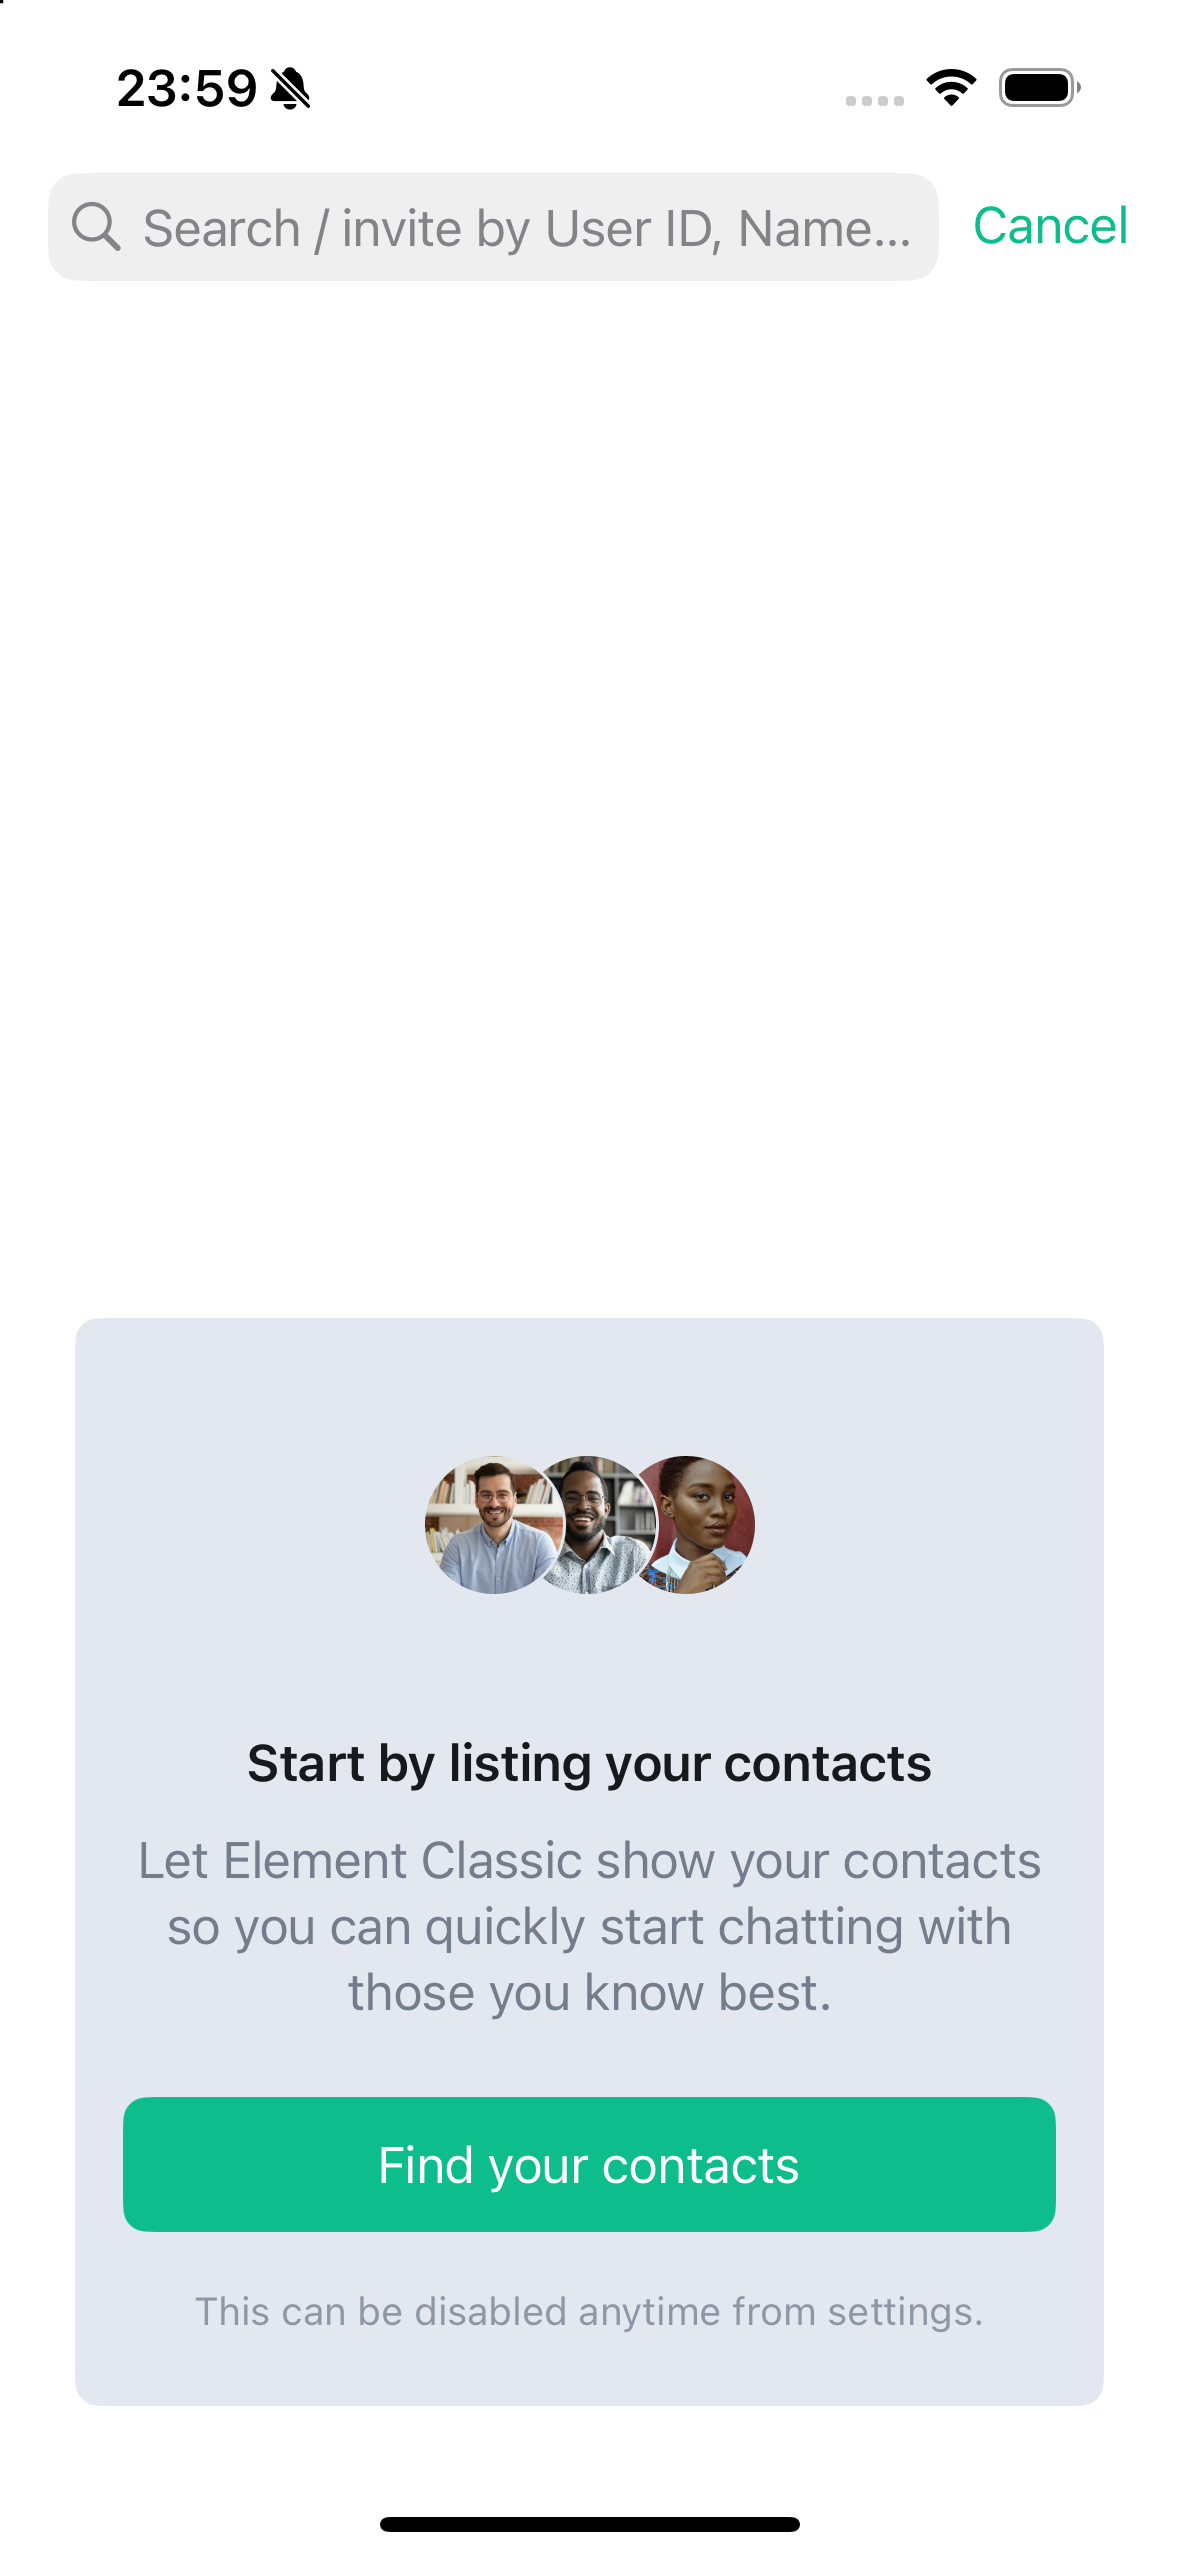 23:59
Search / invite by User ID, Name... Cancel
Start by listing your contacts
Let Element Classic show your contacts
so you can quickly start chatting with
those you know best.
Find your contacts
This can be disabled anytime from settings.